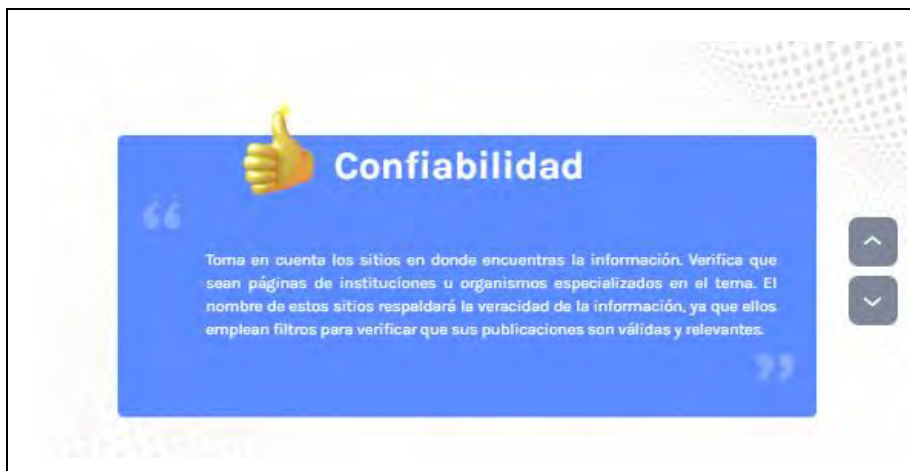 Confiabilidad
“
Toma en cuenta los sitios en donde encuentras la información. Verifica que
sean páginas de instituciones u organismos especializados en el tema. El
nombre de estos sitios respaldará la veracidad de la información, ya que ellos
emplean filtros para verificar que sus publicaciones son válidas y relevantes.
”